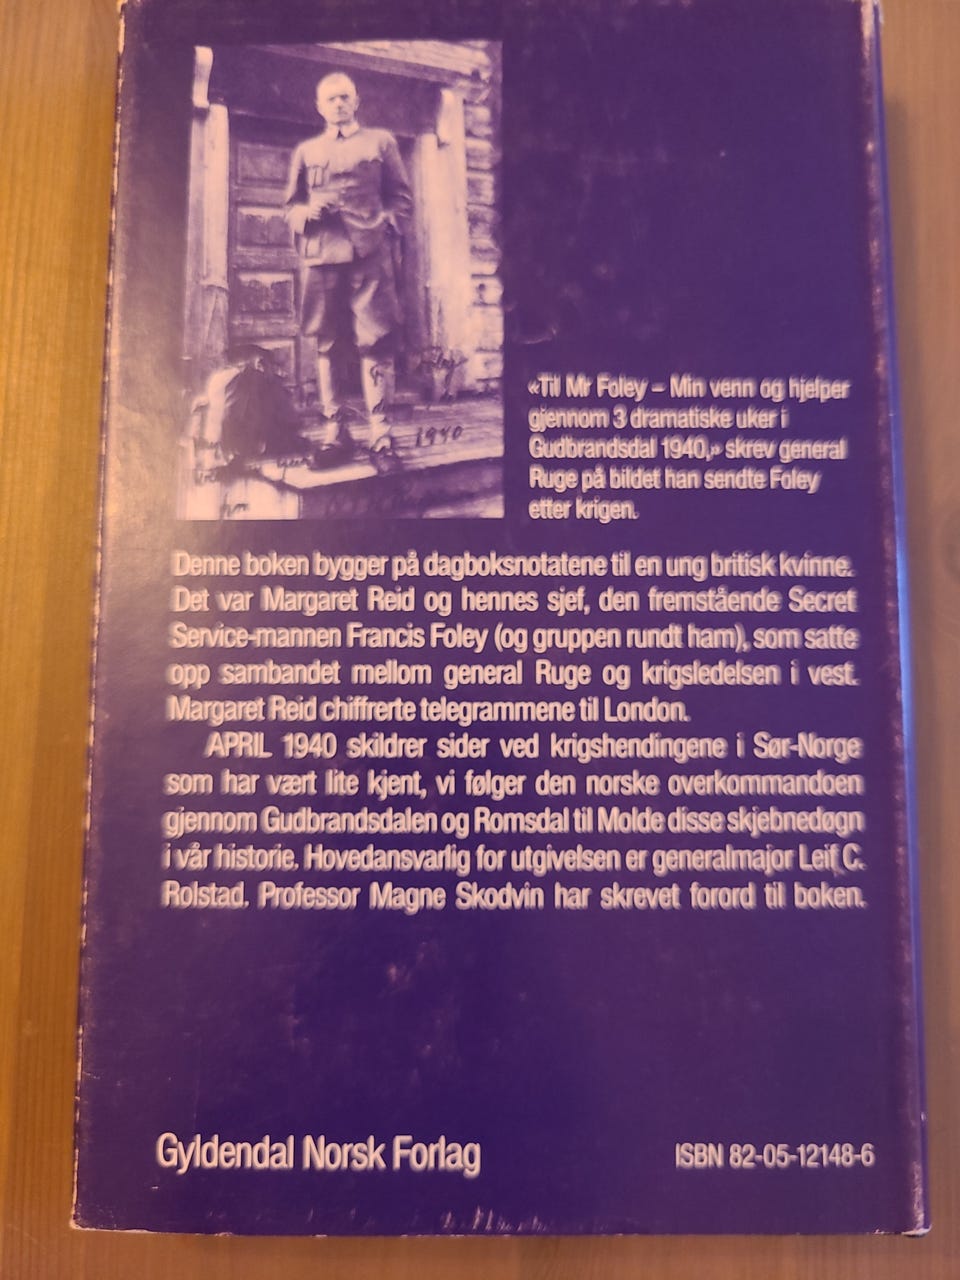 1940
«Til Mr Foley – Min venn og hjelper
gjennom 3 dramatiske uker i
Gudbrandsdal 1940,» skrev general
Ruge på bildet han sendte Foley
etter krigen.
Denne boken bygger på dagboksnotatene til en ung britisk kvinne.
Det var Margaret Reid og hennes sjef, den fremstående Secret
Service-mannen Francis Foley (og gruppen rundt ham), som satte
opp sambandet mellom general Ruge og krigsledelsen i vest.
Margaret Reid chiffrerte telegrammene til London.
APRIL 1940 skildrer sider ved krigshendingene i Sør-Norge
som har vært lite kjent, vi følger den norske overkommandoen
gjennom Gudbrandsdalen og Romsdal til Molde disse skjebnedøgn
i vår historie. Hovedansvarlig for utgivelsen er generalmajor Leif C.
Rolstad. Professor Magne Skodvin har skrevet forord til boken.
Gyldendal Norsk Forlag
ISBN 82-05-12148-6